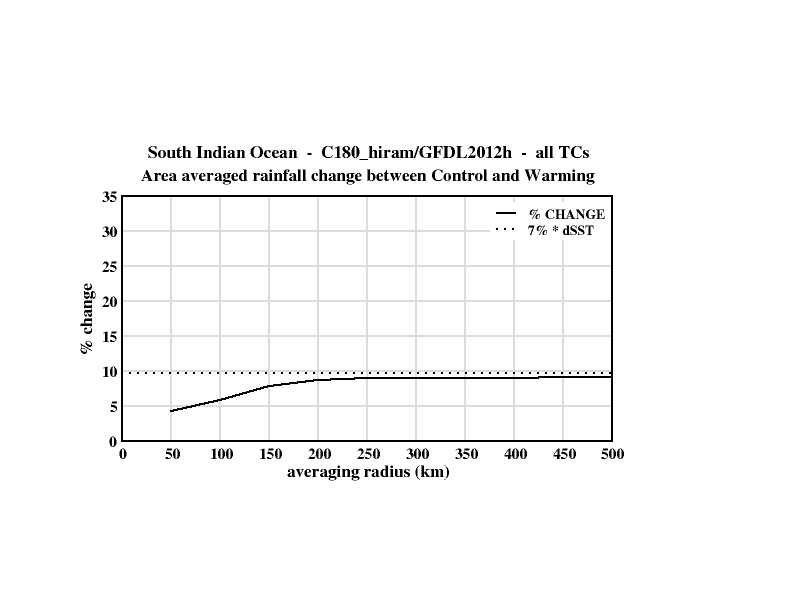 South Indian Ocean - C180_hiram/GFDL2012h - all TCs
Area averaged rainfall change between Control and Warming
35
30
25
20
15
10
5
0
% change
% CHANGE
7% * dSST
0 50 100 150 200 250 300 350 400 450 500
averaging radius (km)